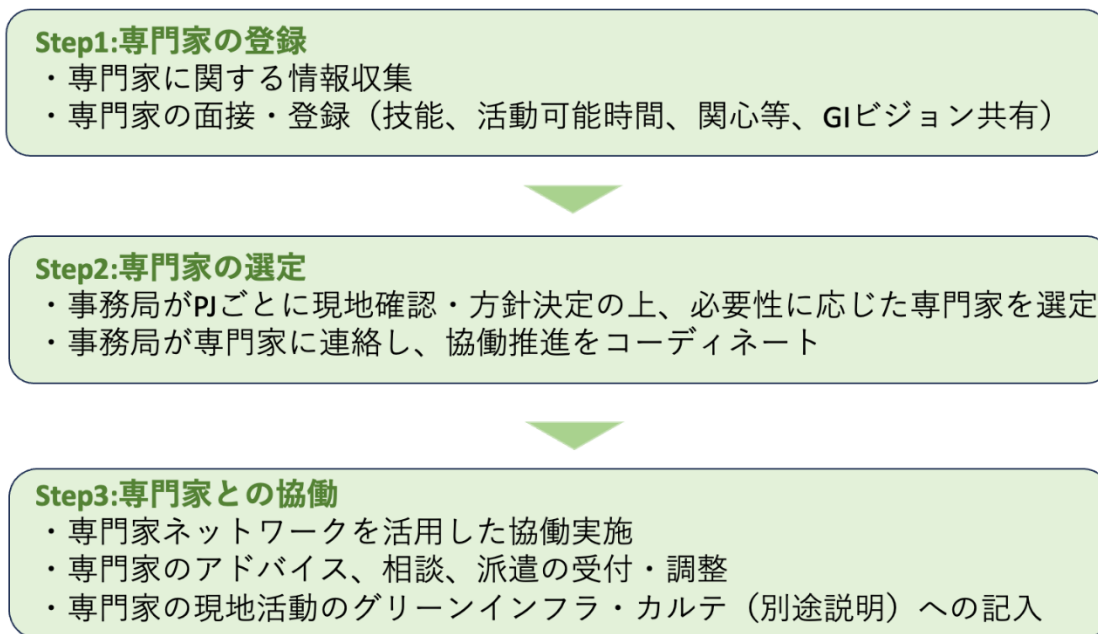 Step1:専門家の登録
・専門家に関する情報収集
・専門家の面接・登録（技能、活動可能時間、関心等、GIビジョン共有）
Step2:専門家の選定
・事務局がPJごとに現地確認・方針決定の上、必要性に応じた専門家を選定
・事務局が専門家に連絡し、協働推進をコーディネート
Step3:専門家との協働
・専門家ネットワークを活用した協働実施
・専門家のアドバイス、相談、派遣の受付・調整
・専門家の現地活動のグリーンインフラ・カルテ（別途説明）への記入